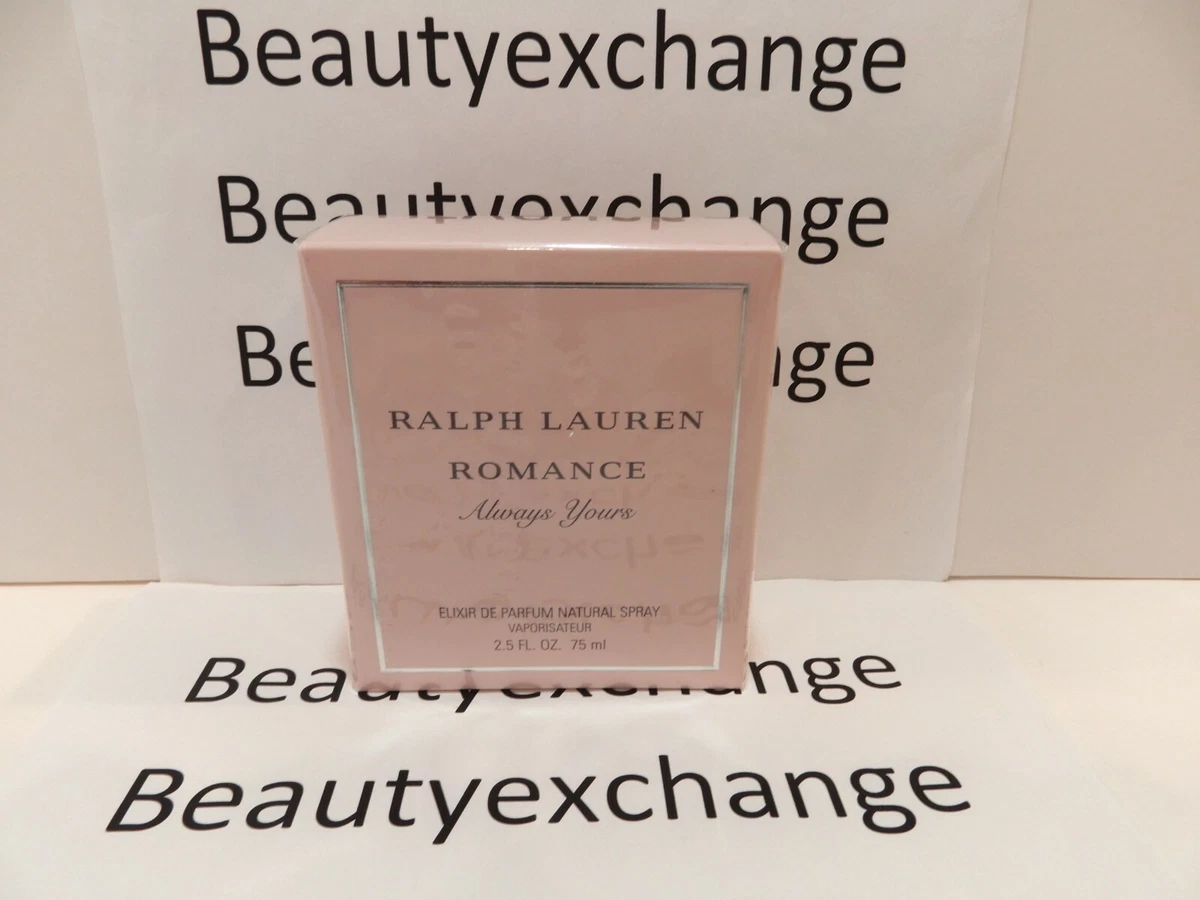 Beautyexchange
Beautyexchange
Be nge
RALPH LAUREN
ROMANCE
Always Yours
ELIXIR DE PARFUM NATURAL SPRAY
VAPORISATEUR
2.5 FL. OZ. 75 ml
Beautyexchange
Beautyexchange